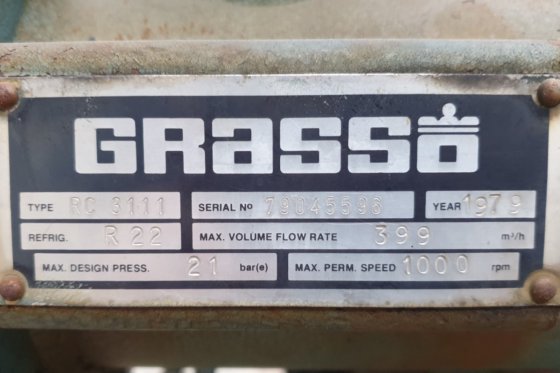 GRASSO
TYPE RC 3111 SERIAL Nº 79045596 YEAR 1979
REFRIG. R 22 MAX. VOLUME FLOW RATE 399 m³/h
MAX. DESIGN PRESS. 21 bar(e) MAX. PERM. SPEED 1000 rpm